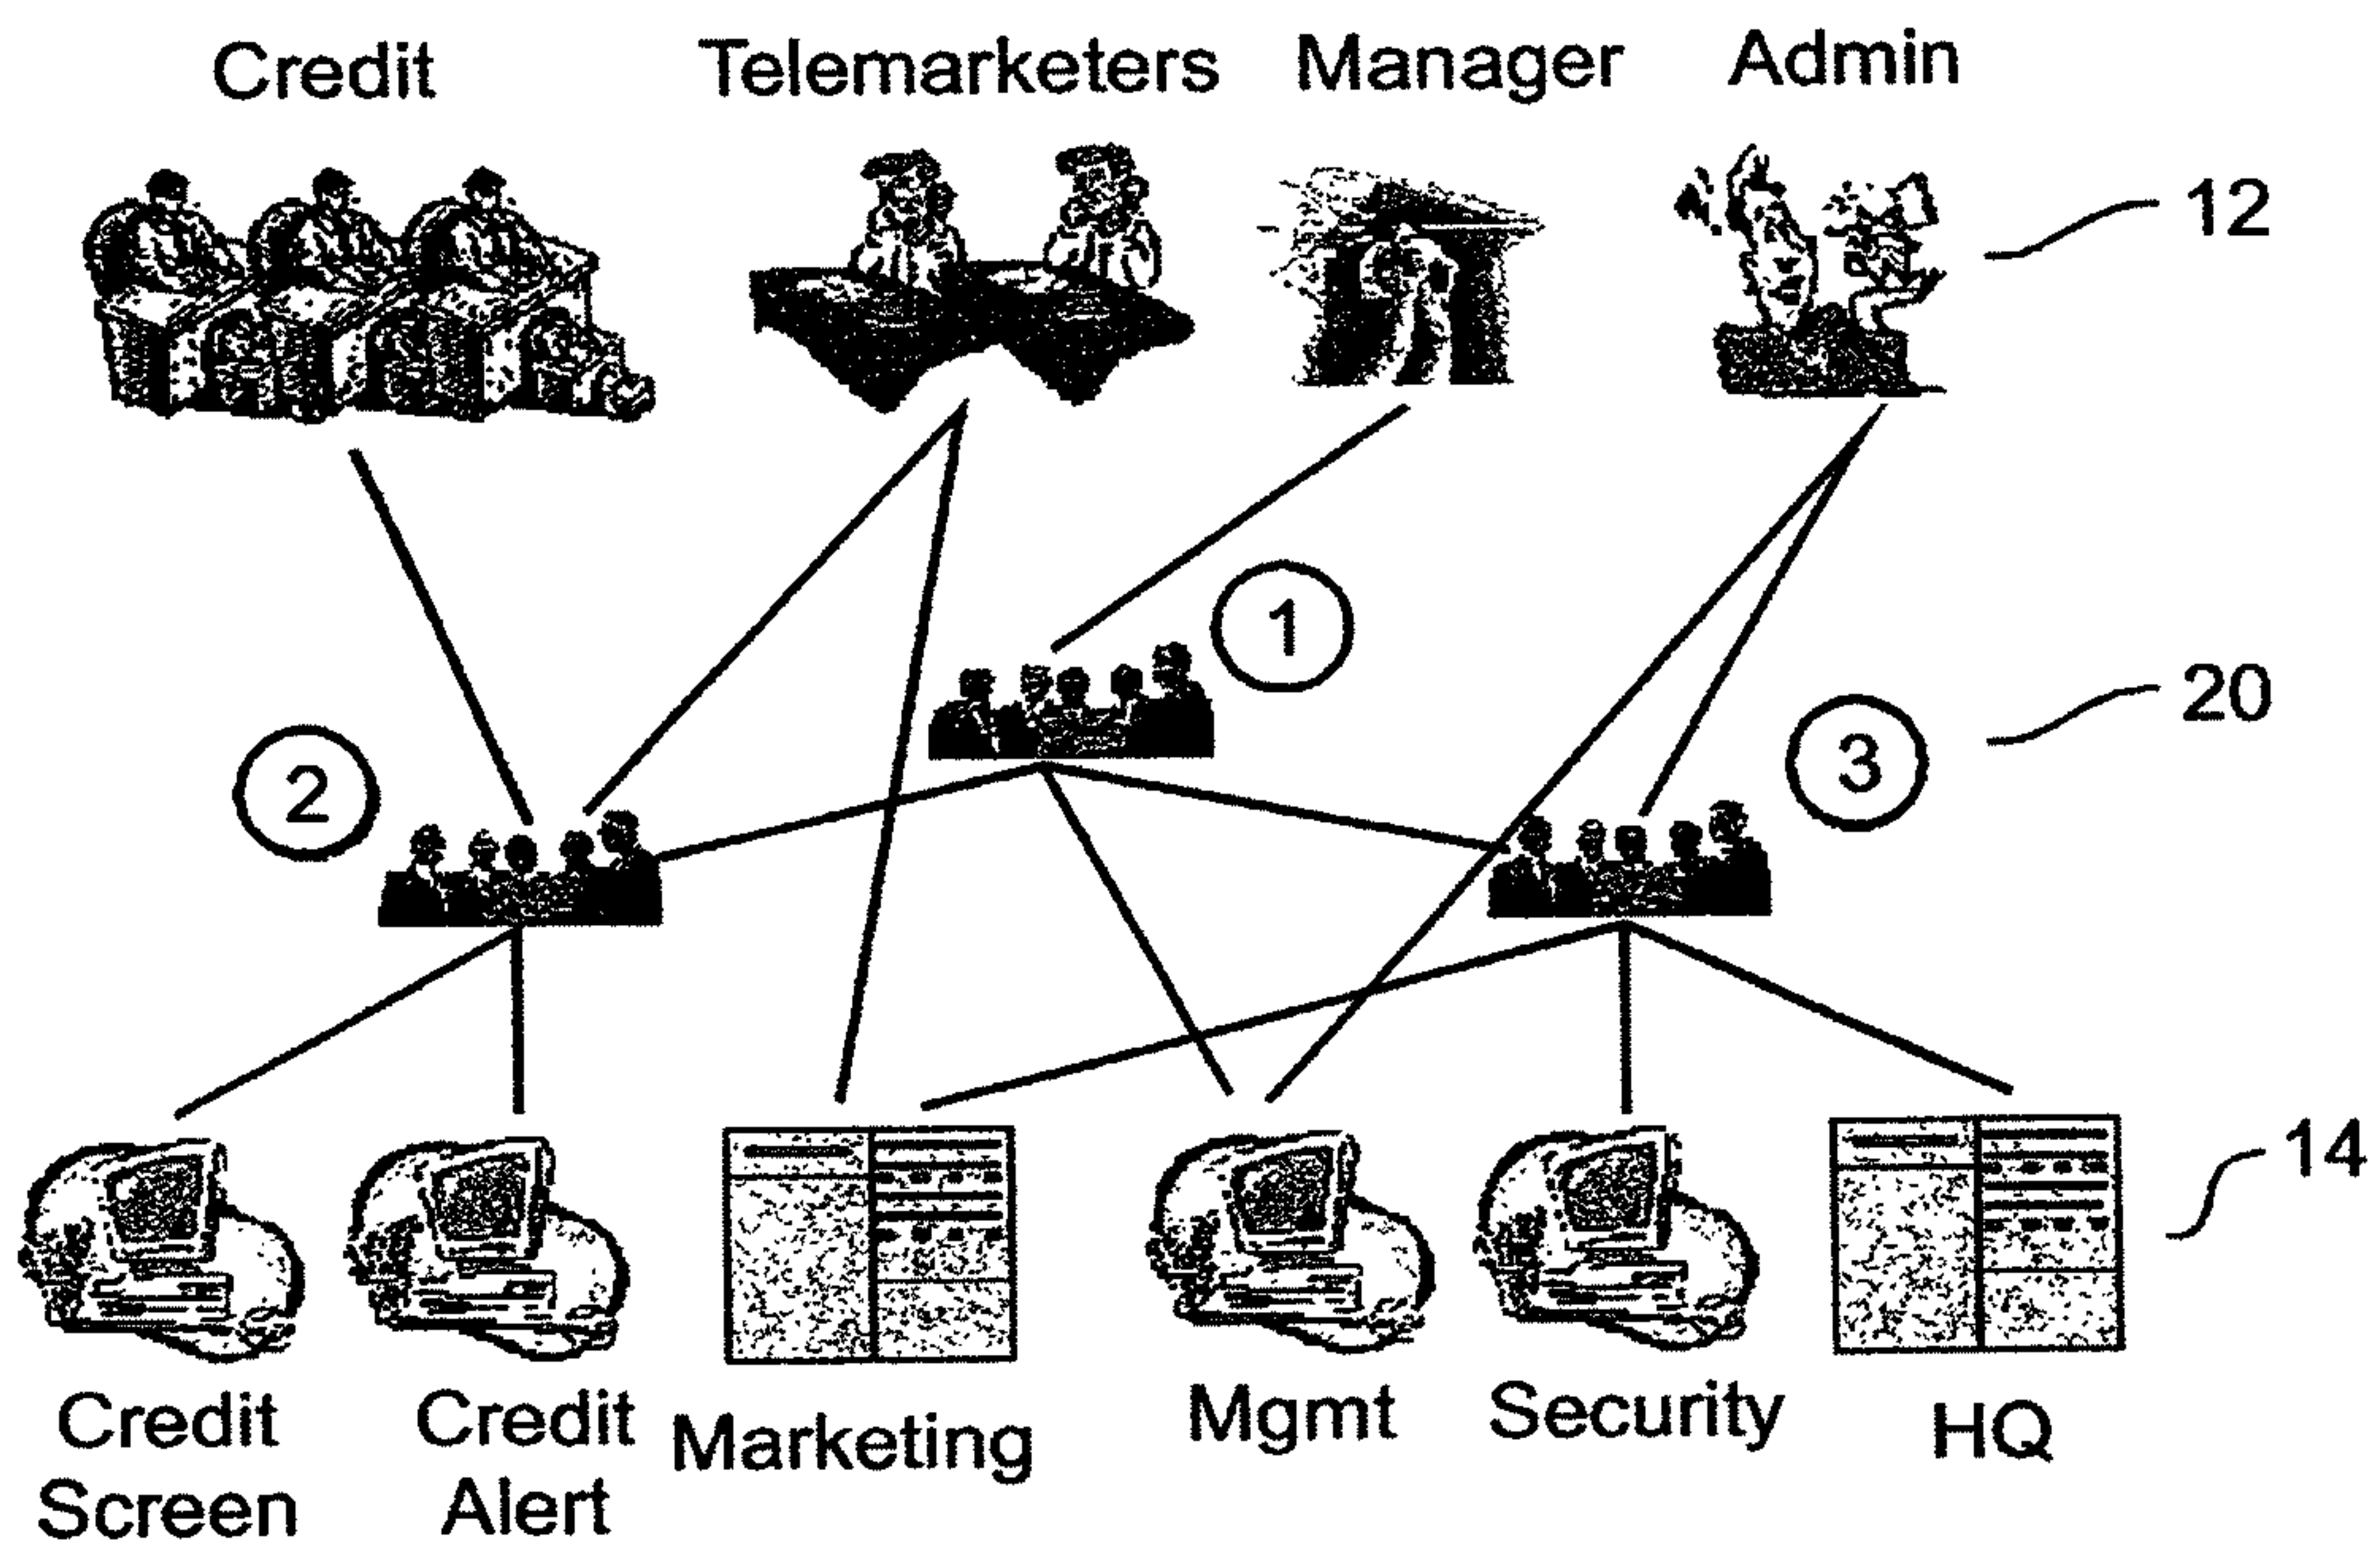 Credit Telemarketers Manager Admin
12
1
20
2
3
14
Credit Screen
Credit Alert
Marketing
Mgmt
Security
HQ